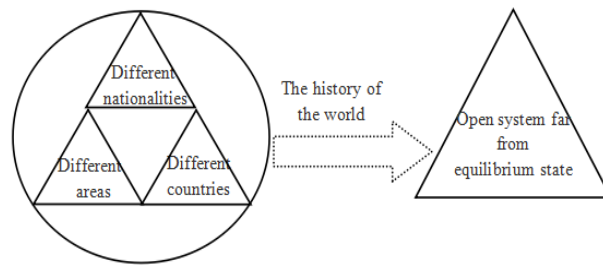 Different
nationalities
Different
areas
Different
countries
The history of
the world
Open system far
from
equilibrium state